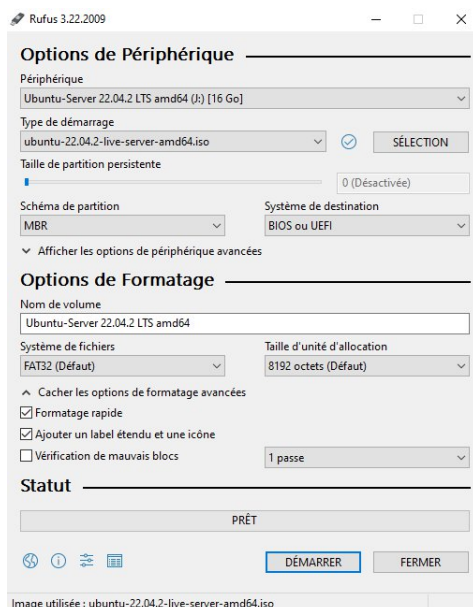 Rufus 3.22.2009
Options de Périphérique
Périphérique
Ubuntu-Server 22.04.2 LTS amd64 (J:) [16 Go]
Type de démarrage
ubuntu-22.04.2-live-server-amd64.iso
SÉLECTION
Taille de partition persistente
0 (Désactivée)
Schéma de partition
Système de destination
MBR
BIOS ou UEFI
Afficher les options de périphérique avancées
Options de Formatage
Nom de volume
Ubuntu-Server 22.04.2 LTS amd64
Système de fichiers
Taille d'unité d'allocation
FAT32 (Défaut)
8192 octets (Défaut)
Cacher les options de formatage avancées
Formatage rapide
Ajouter un label étendu et une icône
Vérification de mauvais blocs
1 passe
Statut
PRÊT
DÉMARRER
FERMER
Image utilisée : ubuntu-22.04.2-live-server-amd64.iso